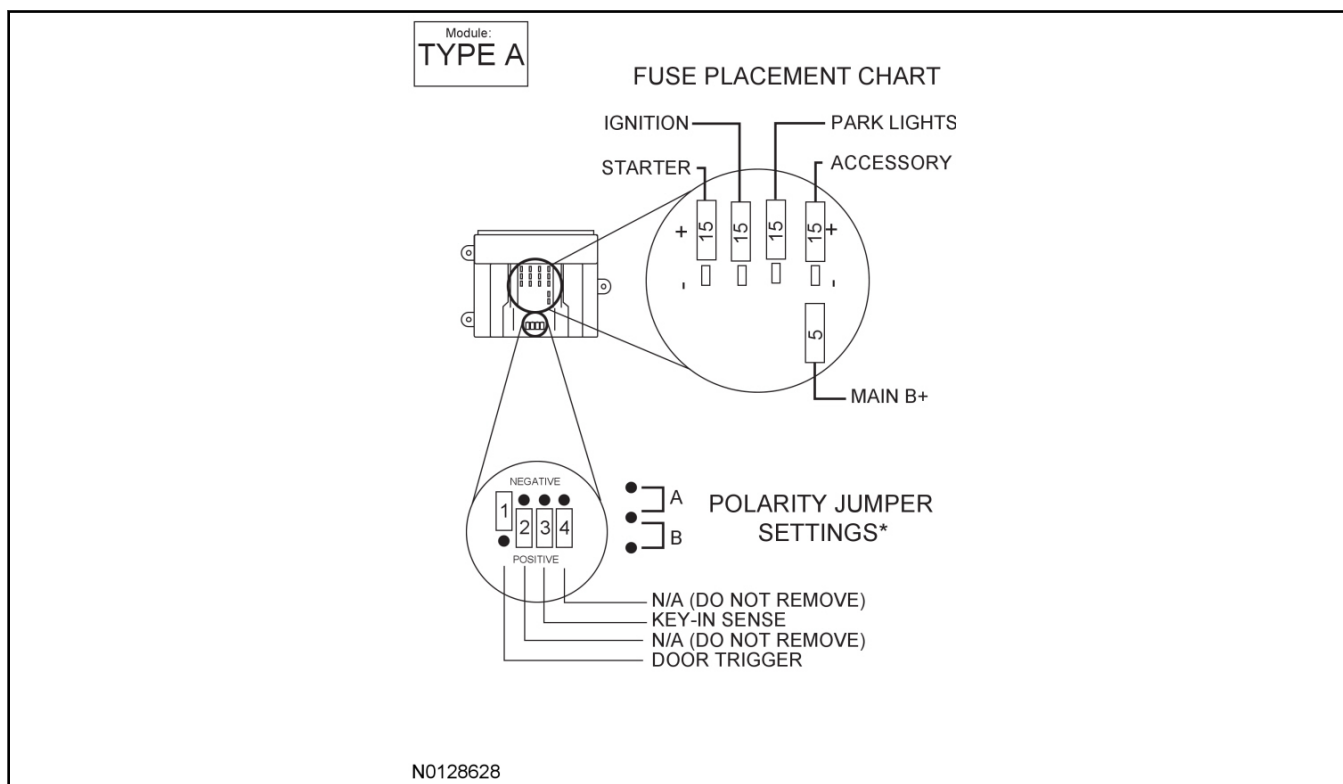 Module:
TYPE A
FUSE PLACEMENT CHART
IGNITION
PARK LIGHTS
STARTER
ACCESSORY
+ 15 15 15 15 +
- -
5
MAIN B+
NEGATIVE
1 2 3 4
POSITIVE
A
B
POLARITY JUMPER
SETTINGS*
N/A (DO NOT REMOVE)
KEY-IN SENSE
N/A (DO NOT REMOVE)
DOOR TRIGGER
N0128628